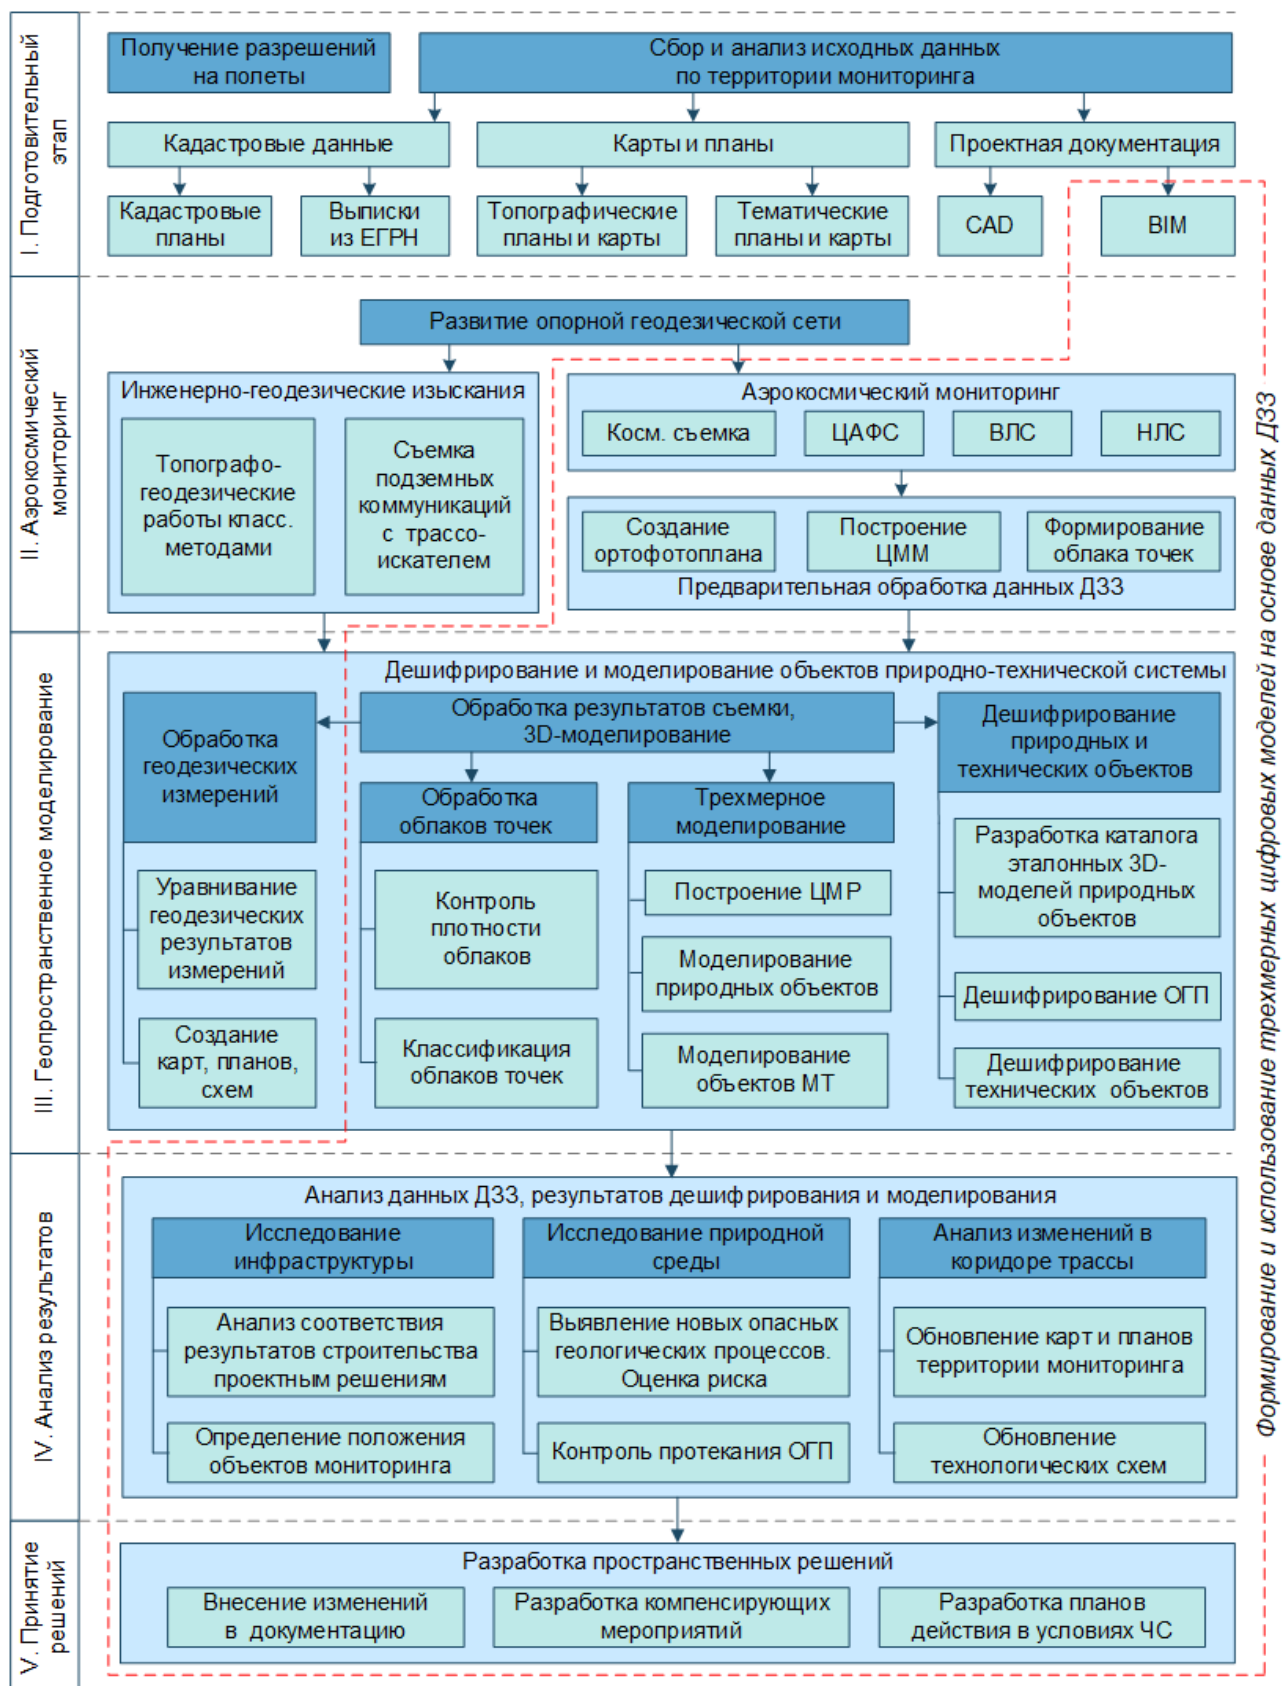 I. Подготовительный
этап
Получение разрешений
на полеты
Сбор и анализ исходных данных
по территории мониторинга
Кадастровые данные
Карты и планы
Проектная документация
Кадастровые
планы
Выписки
из ЕГРН
Топографические
планы и карты
Тематические
планы и карты
CAD
BIM
II. Аэрокосмический
мониторинг
Развитие опорной геодезической сети
Инженерно-геодезические изыскания
Топографо-
геодезические
работы класс.
методами
Съемка
подземных
коммуникаций
с трассо-
искателем
Аэрокосмический мониторинг
Косм. съемка
ЦАФС
ВЛС
НЛС
Создание
ортофотоплана
Построение
ЦММ
Формирование
облака точек
Предварительная обработка данных ДЗЗ
III. Геопространственное моделирование
Дешифрирование и моделирование объектов природно-технической системы
Обработка
геодезических
измерений
Обработка результатов съемки,
3D-моделирование
Дешифрирование
природных и
технических объектов
Обработка
облаков точек
Трехмерное
моделирование
Уравнивание
геодезических
результатов
измерений
Создание
карт, планов,
схем
Контроль
плотности
облаков
Классификация
облаков точек
Построение ЦМР
Моделирование
природных объектов
Моделирование
объектов МТ
Разработка каталога
эталонных 3D-
моделей природных
объектов
Дешифрирование ОГП
Дешифрирование
технических объектов
IV. Анализ результатов
Анализ данных ДЗЗ, результатов дешифрирования и моделирования
Исследование
инфраструктуры
Исследование природной
среды
Анализ изменений в
коридоре трассы
Анализ соответствия
результатов строительства
проектным решениям
Определение положения
объектов мониторинга
Выявление новых опасных
геологических процессов.
Оценка риска
Контроль протекания ОГП
Обновление карт и планов
территории мониторинга
Обновление
технологических схем
V. Принятие
решений
Разработка пространственных решений
Внесение изменений
в документацию
Разработка компенсирующих
мероприятий
Разработка планов
действия в условиях ЧС
Формирование и использование трехмерных цифровых моделей на основе данных ДЗЗ